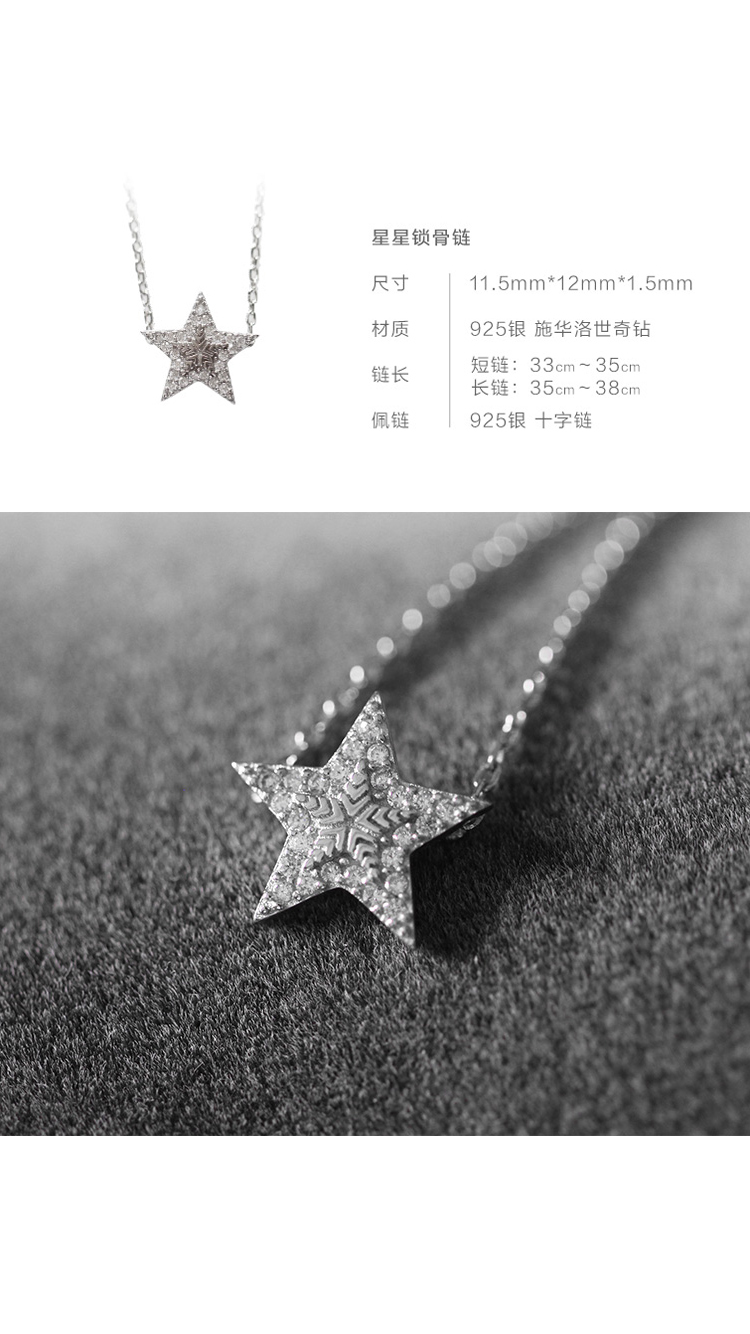 星星锁骨链
尺寸 11.5mm*12mm*1.5mm
材质 925银 施华洛世奇钻
链长 短链：33cm~35cm
长链：35cm~38cm
佩链 925银 十字链